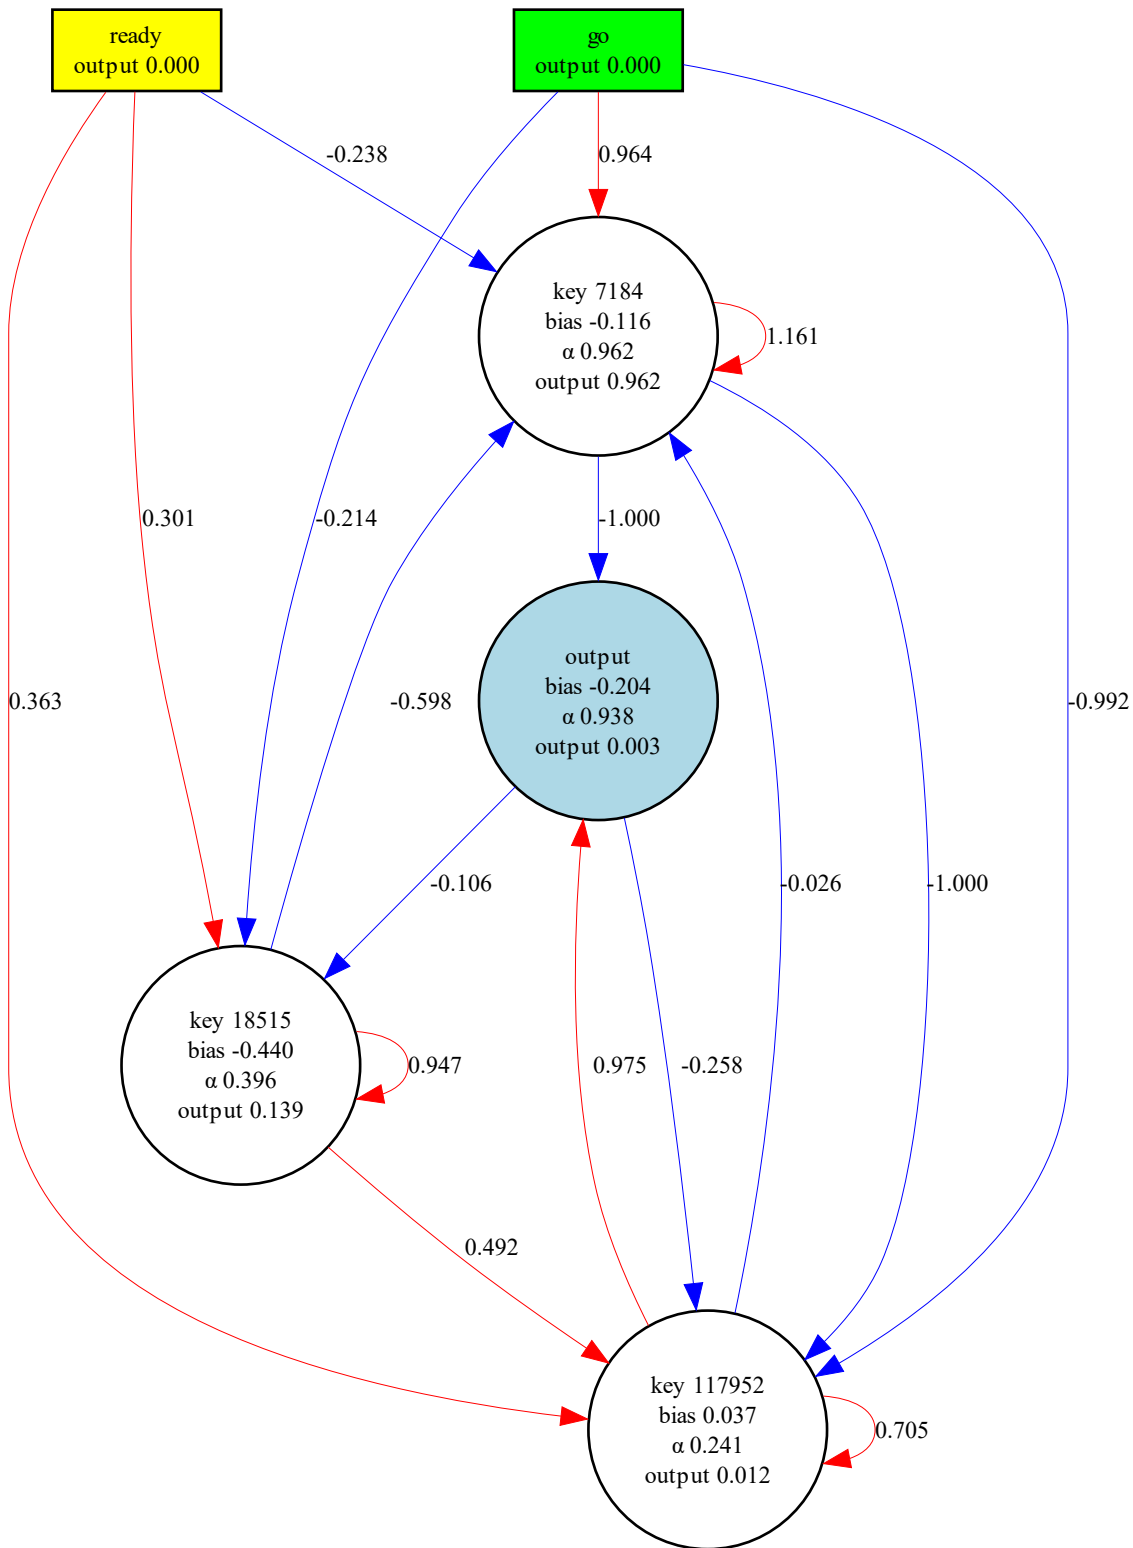 ready
output 0.000
go
output 0.000
-0.238
0.964
key 7184
bias -0.116
α 0.962
output 0.962
1.161
0.301
-0.214
-1.000
0.363
-0.598
output
bias -0.204
α 0.938
output 0.003
-0.992
-0.106
-0.026
-1.000
key 18515
bias -0.440
α 0.396
output 0.139
0.947
0.975
-0.258
0.492
key 117952
bias 0.037
α 0.241
output 0.012
0.705